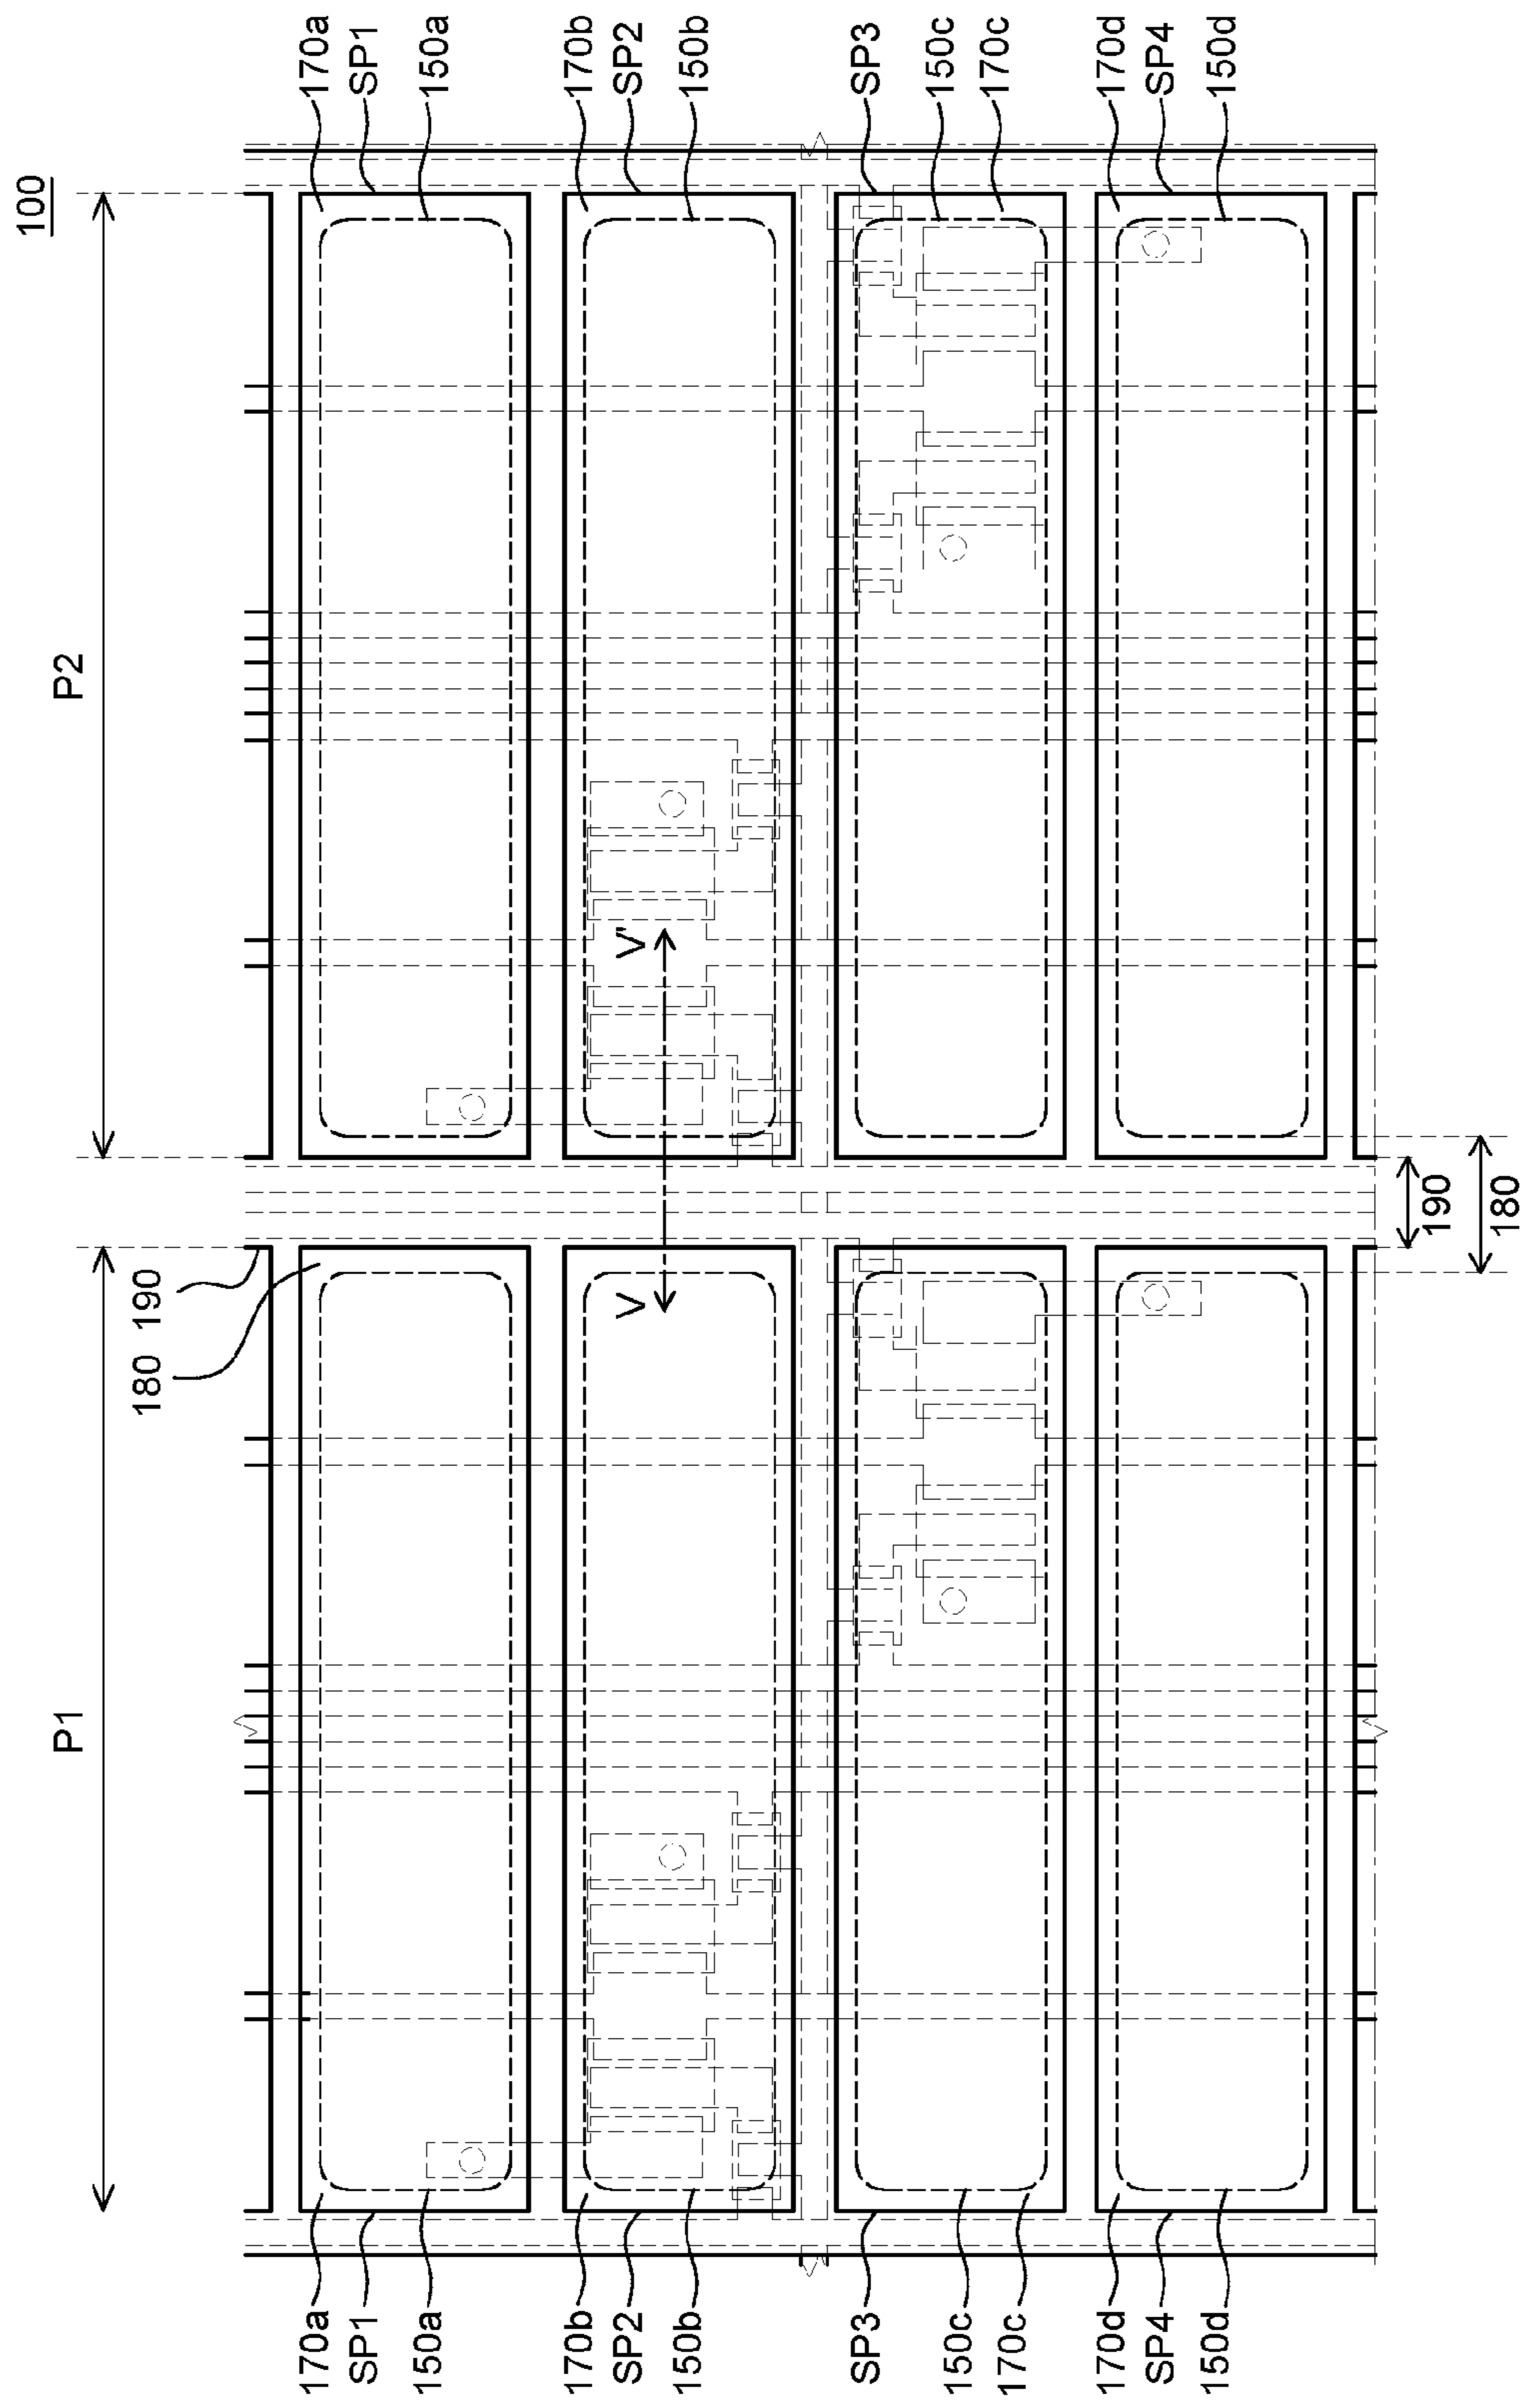 100
P1 P2
180 190
170a 170a
SP1 SP1
150a 150a
170b 170b
SP2 V V' SP2
150b 150b
SP3 SP3
150c 150c
170c 170c
170d 170d
SP4 SP4
150d 150d
190
180